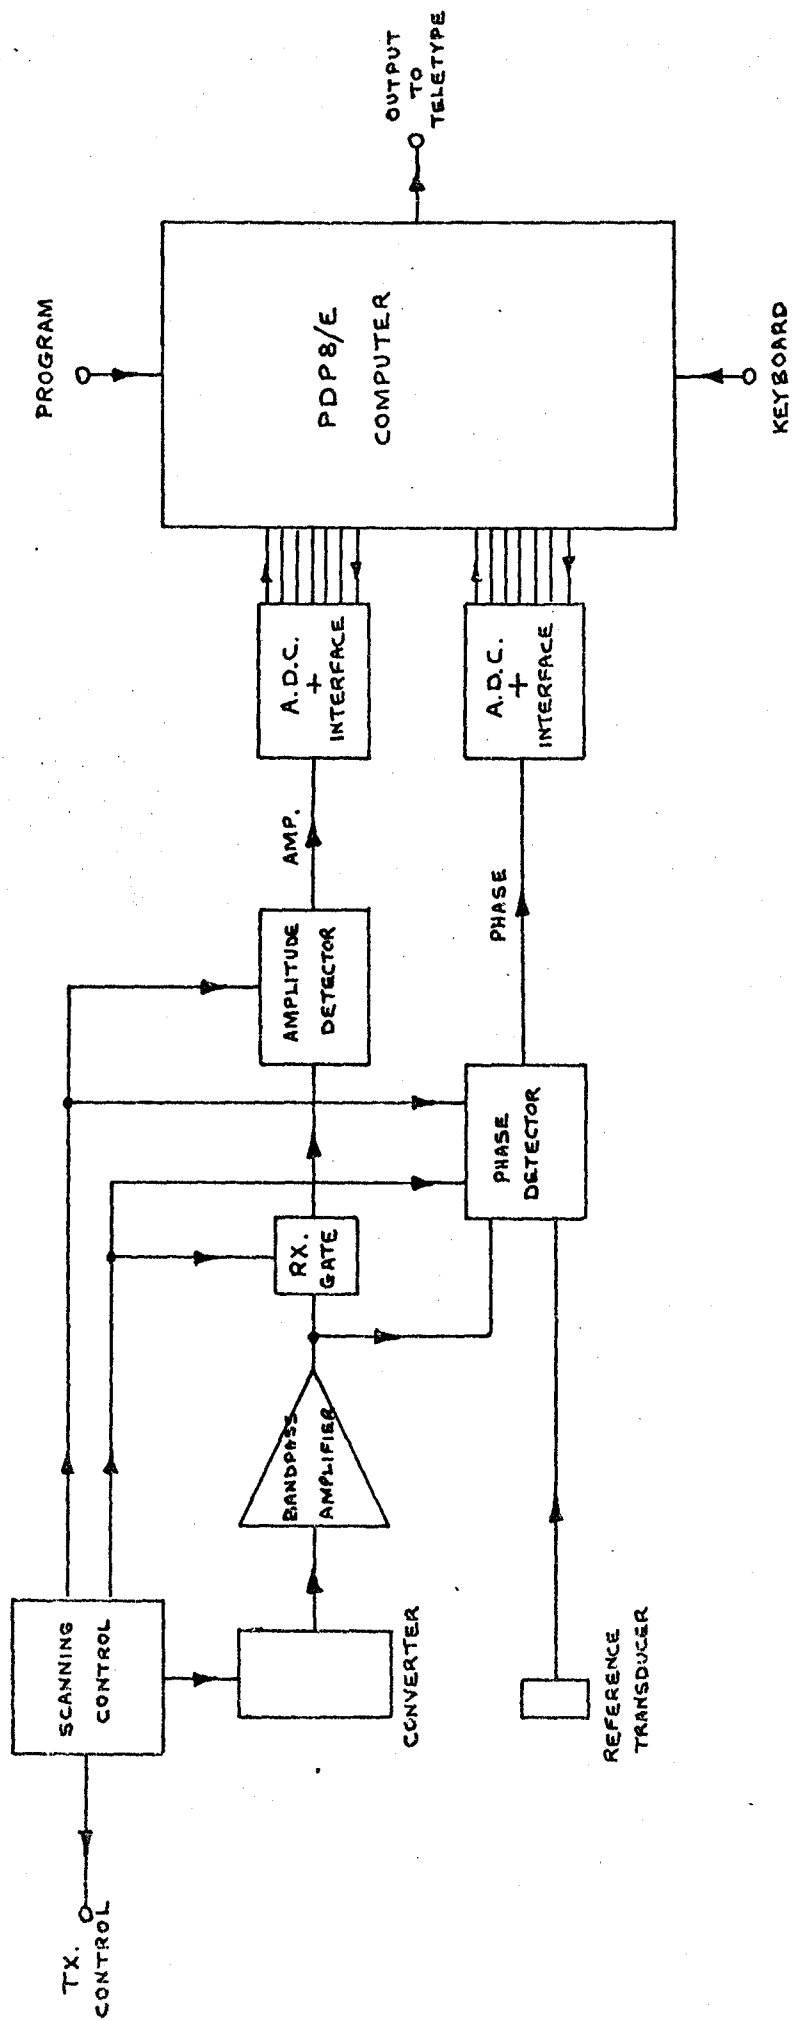 TX.
CONTROL
SCANNING
CONTROL
CONVERTER
REFERENCE
TRANSDUCER
BANDPASS
AMPLIFIER
RX.
GATE
PHASE
DETECTOR
AMPLITUDE
DETECTOR
AMP.
PHASE
A.D.C.
+
INTERFACE
A.D.C.
+
INTERFACE
PROGRAM
PDP8/E
COMPUTER
KEYBOARD
OUTPUT
TO
TELETYPE